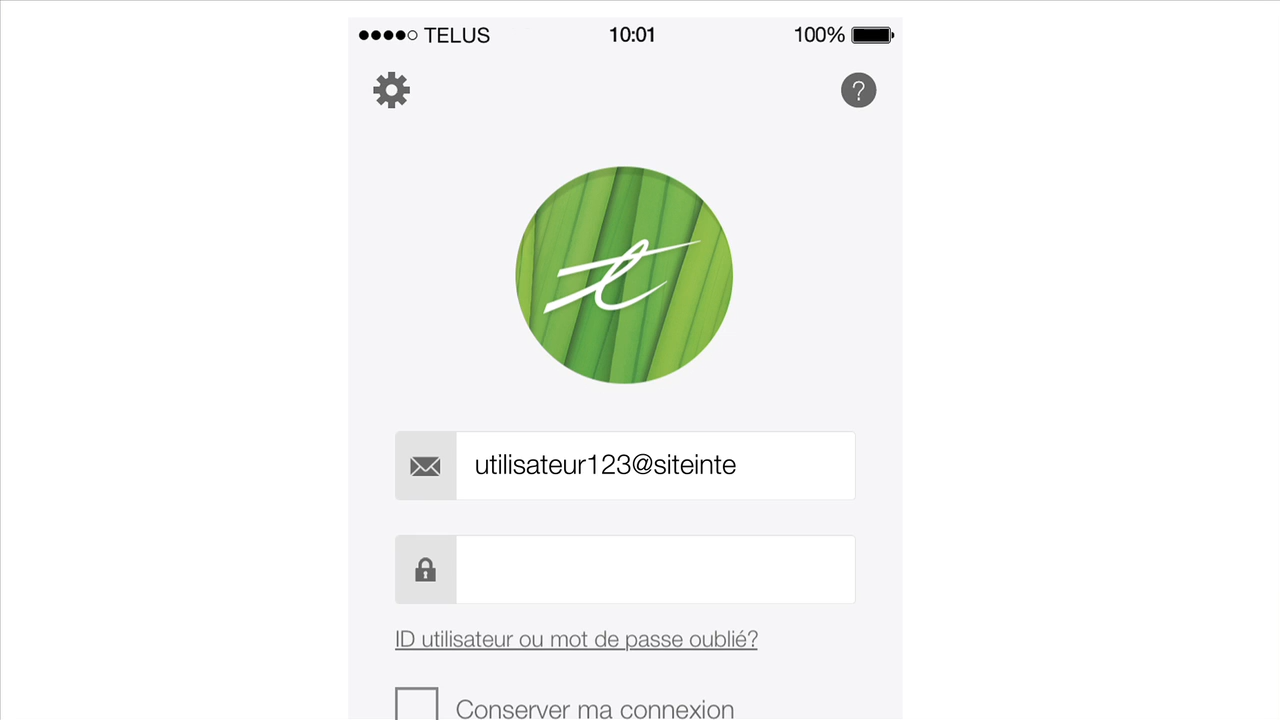 TELUS 10:01 100%
?
utilisateur123@siteinte
ID utilisateur ou mot de passe oublié?
Conserver ma connexion